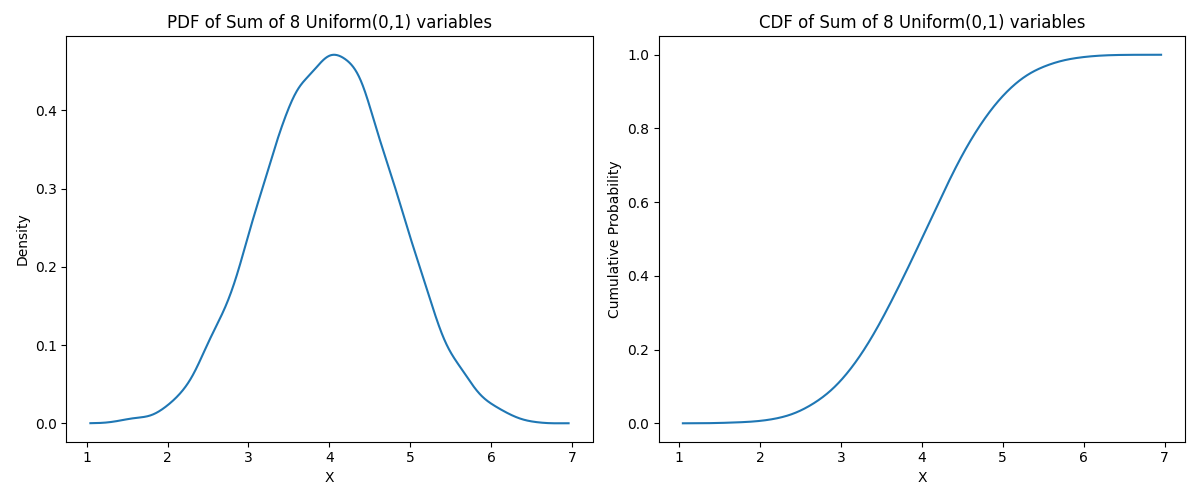 PDF of Sum of 8 Uniform(0,1) variables
Density
0.4
0.3
0.2
0.1
0.0
1 2 3 4 5 6 7
X
CDF of Sum of 8 Uniform(0,1) variables
Cumulative Probability
1.0
0.8
0.6
0.4
0.2
0.0
1 2 3 4 5 6 7
X